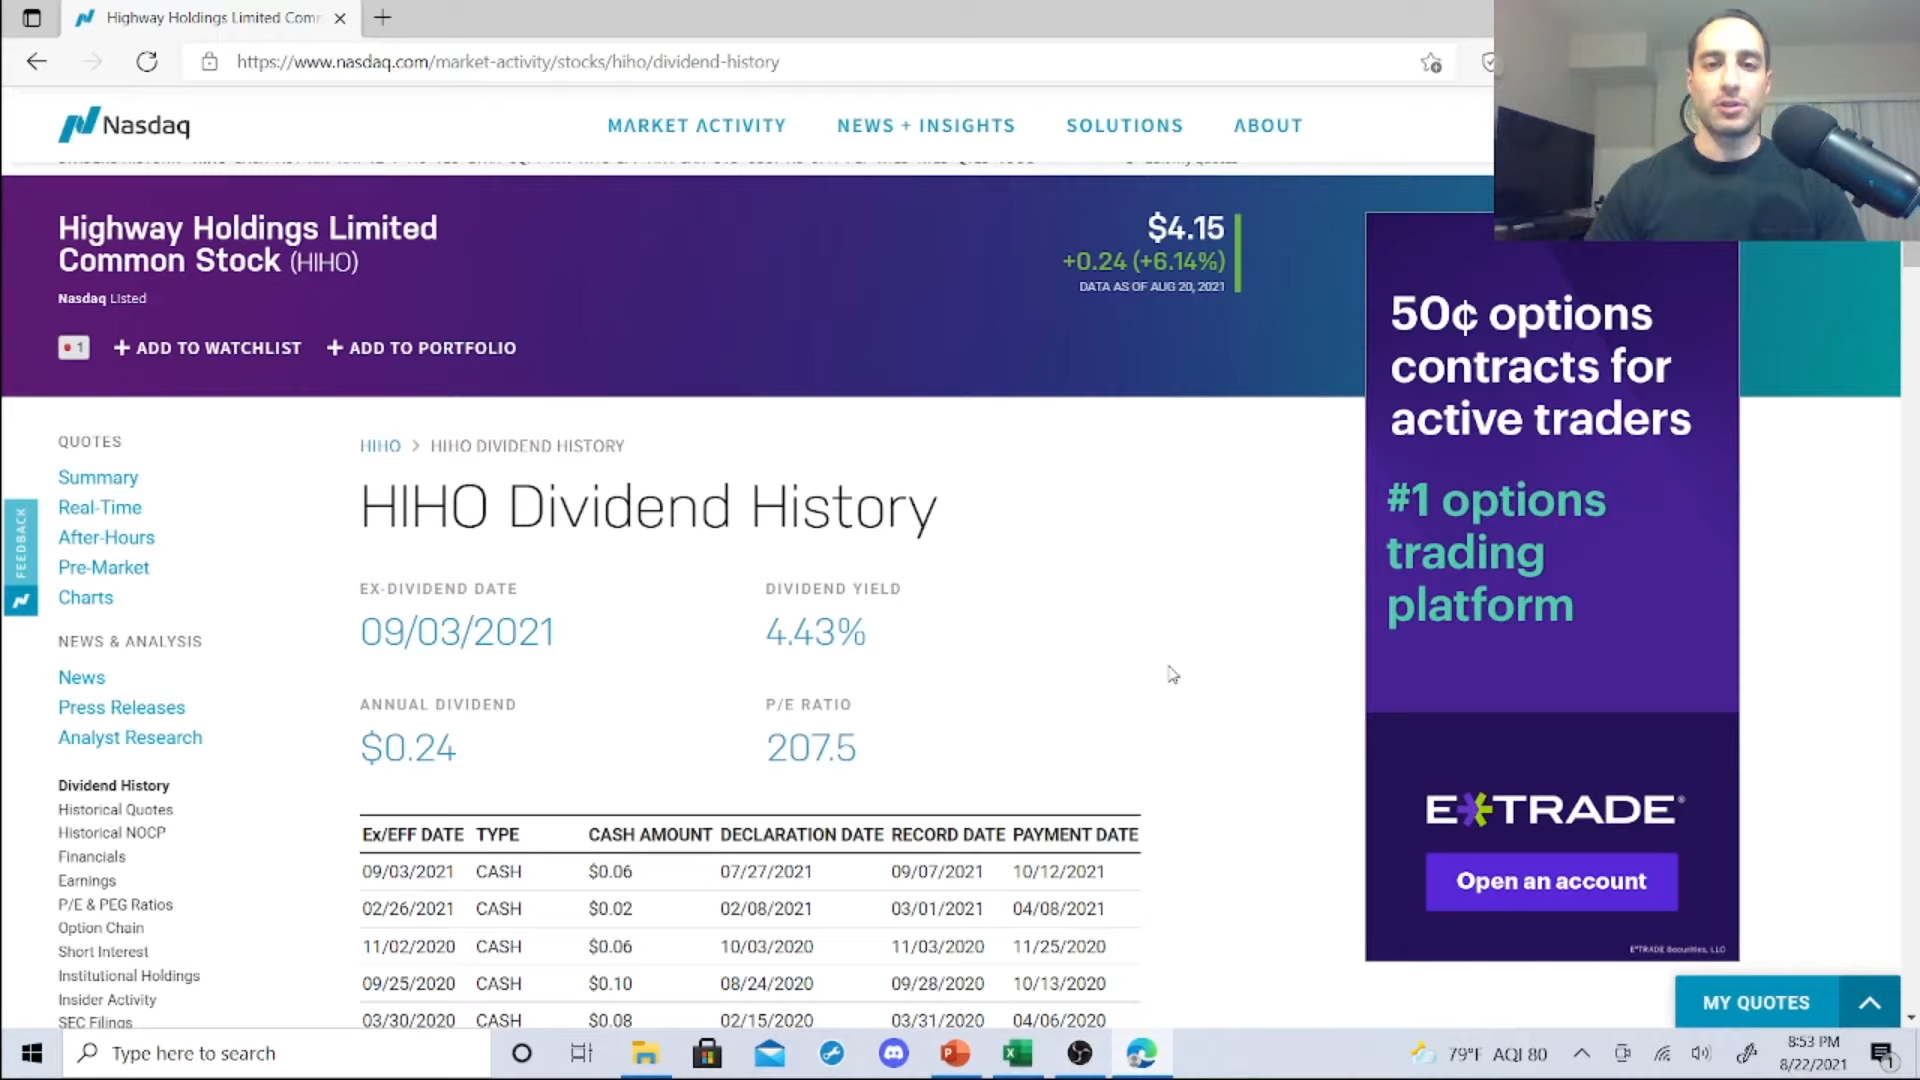 Highway Holdings Limited Com
https://www.nasdaq.com/market-activity/stocks/hiho/dividend-history
Nasdaq
MARKET ACTIVITY NEWS + INSIGHTS SOLUTIONS ABOUT
Highway Holdings Limited
Common Stock (HIHO)
Nasdaq Listed
1 + ADD TO WATCHLIST + ADD TO PORTFOLIO
$4.15
+0.24 (+6.14%)
DATA AS OF AUG 20, 2021
50¢ options
contracts for
active traders
#1 options
trading
platform
E*TRADE®
Open an account
E*TRADE Securities, LLC
FEEDBACK
QUOTES
Summary
Real-Time
After-Hours
Pre-Market
Charts
NEWS & ANALYSIS
News
Press Releases
Analyst Research
Dividend History
Historical Quotes
Historical NOCP
Financials
Earnings
P/E & PEG Ratios
Option Chain
Short Interest
Institutional Holdings
Insider Activity
SEC Filings
HIHO > HIHO DIVIDEND HISTORY
HIHO Dividend History
EX-DIVIDEND DATE DIVIDEND YIELD
09/03/2021 4.43%
ANNUAL DIVIDEND P/E RATIO
$0.24 207.5
Ex/EFF DATE TYPE CASH AMOUNT DECLARATION DATE RECORD DATE PAYMENT DATE
09/03/2021 CASH $0.06 07/27/2021 09/07/2021 10/12/2021
02/26/2021 CASH $0.02 02/08/2021 03/01/2021 04/08/2021
11/02/2020 CASH $0.06 10/03/2020 11/03/2020 11/25/2020
09/25/2020 CASH $0.10 08/24/2020 09/28/2020 10/13/2020
03/30/2020 CASH $0.08 02/15/2020 03/31/2020 04/06/2020
MY QUOTES
Type here to search
79°F AQI 80
8:53 PM
8/22/2021
1